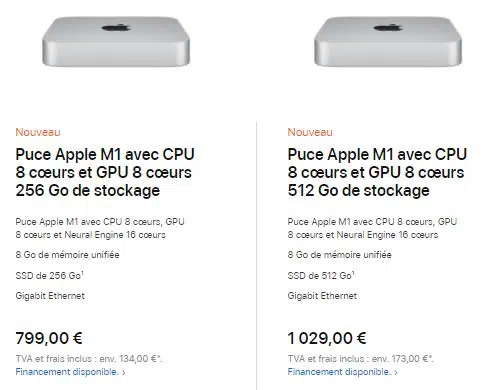 Nouveau
Puce Apple M1 avec CPU
8 cœurs et GPU 8 cœurs
256 Go de stockage
Puce Apple M1 avec CPU 8 cœurs, GPU
8 cœurs et Neural Engine 16 cœurs
8 Go de mémoire unifiée
SSD de 256 Go¹
Gigabit Ethernet
799,00 €
TVA et frais inclus : env. 134,00 €*.
Financement disponible. ›
Nouveau
Puce Apple M1 avec CPU
8 cœurs et GPU 8 cœurs
512 Go de stockage
Puce Apple M1 avec CPU 8 cœurs, GPU
8 cœurs et Neural Engine 16 cœurs
8 Go de mémoire unifiée
SSD de 512 Go¹
Gigabit Ethernet
1 029,00 €
TVA et frais inclus : env. 173,00 €*.
Financement disponible. ›